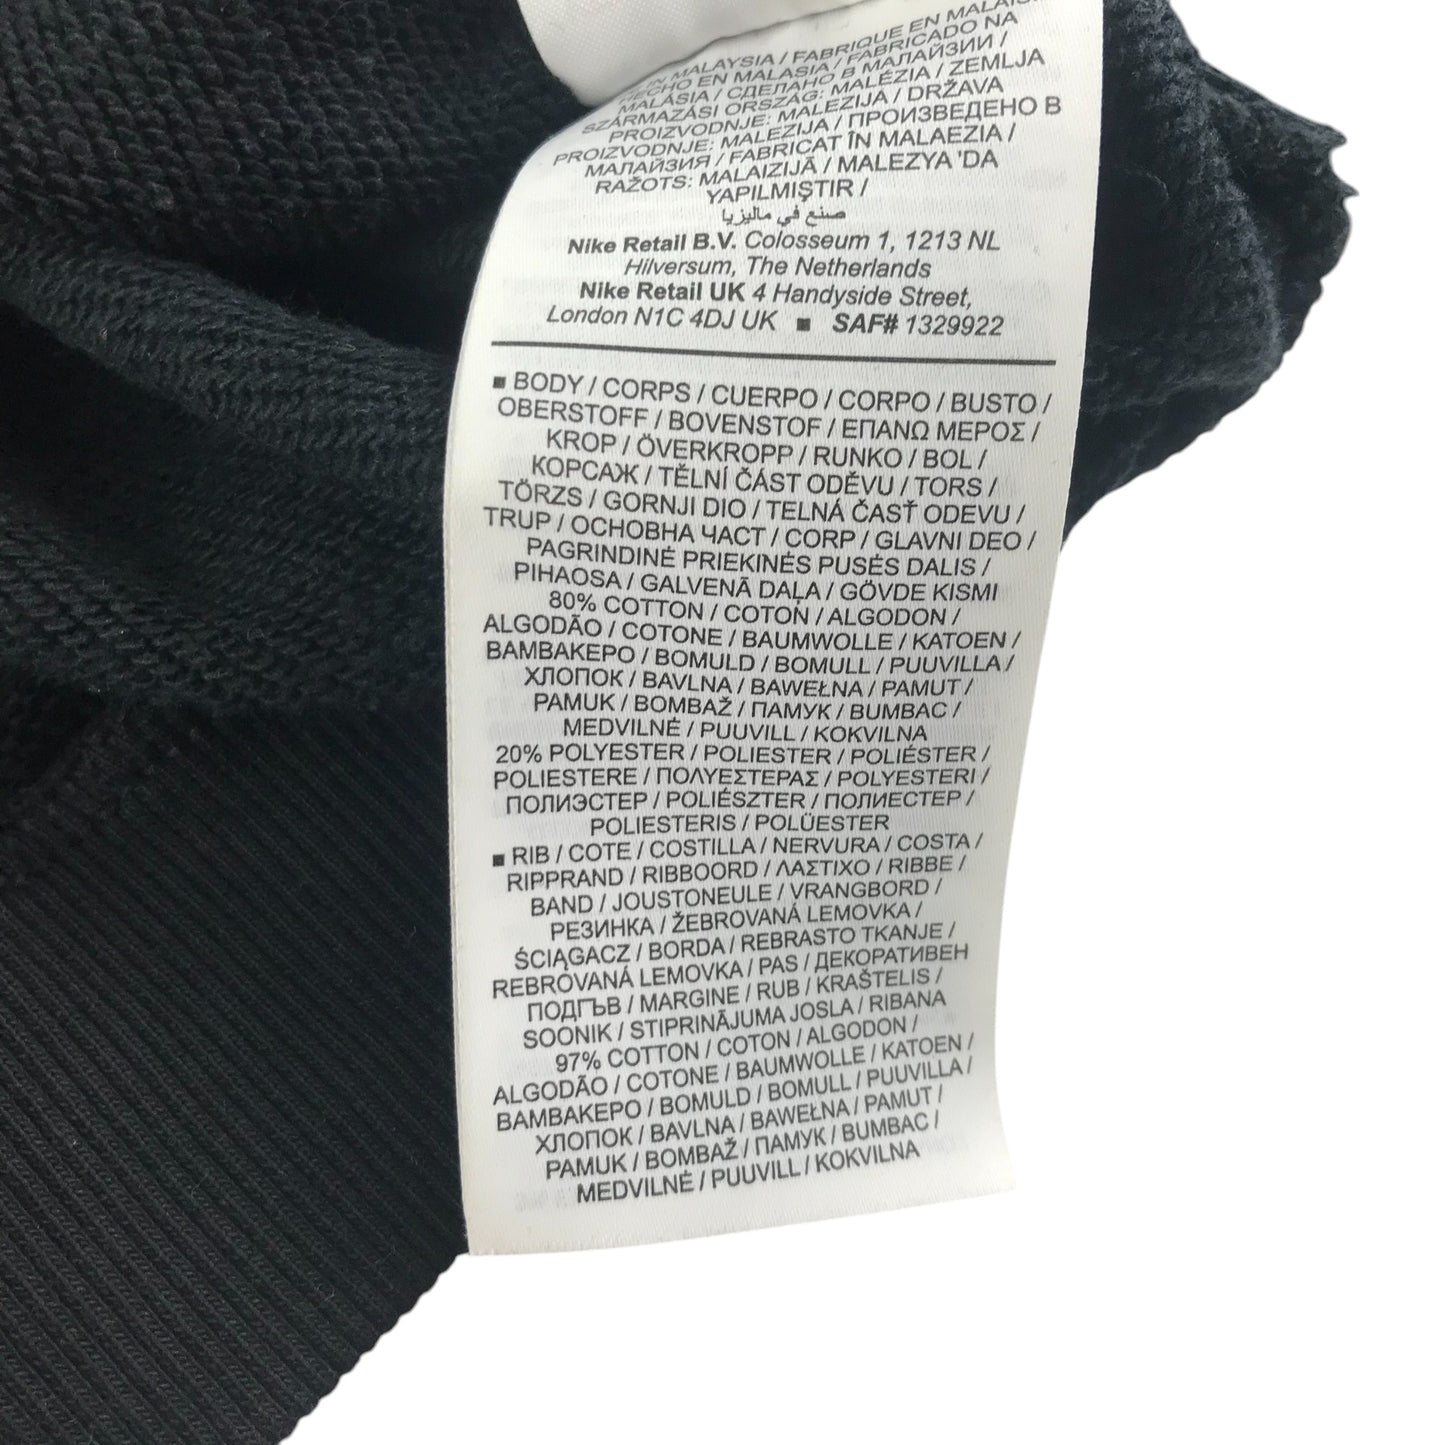 IN MALAYSIA / FABRIQUE EN MALAISIE
HECHO EN MALASIA / FABRICADO NA
MALÁSIA / СДЕЛАНО В МАЛАЙЗИИ /
SZÁRMAZÁSI ORSZÁG: MALÉZIA / ZEMLJA
PROIZVODNJE: MALEZIJA / DRŽAVA
PROIZVODNJE: MALEZIJA / ПРОИЗВЕДЕНО В
МАЛАЙЗИЯ / FABRICAT ÎN MALAEZIA /
RAŽOTS: MALAIZIJĀ / MALEZYA 'DA
YAPILMIŞTIR /
صنع في ماليزيا
Nike Retail B.V. Colosseum 1, 1213 NL
Hilversum, The Netherlands
Nike Retail UK 4 Handyside Street,
London N1C 4DJ UK ■ SAF# 1329922
■ BODY / CORPS / CUERPO / CORPO / BUSTO /
OBERSTOFF / BOVENSTOF / ΕΠΑΝΩ ΜΕΡΟΣ /
KROP / ÖVERKROPP / RUNKO / BOL /
КОРСАЖ / TĚLNÍ ČÁST ODĚVU / TORS /
TÖRZS / GORNJI DIO / TELNÁ ČASŤ ODEVU /
TRUP / ОСНОВНА ЧАСТ / CORP / GLAVNI DEO /
PAGRINDINĖ PRIEKINĖS PUSĖS DALIS /
PIHAOSA / GALVENĀ DAĻA / GÖVDE KISMI
80% COTTON / COTON / ALGODON /
ALGODÃO / COTONE / BAUMWOLLE / KATOEN /
ΒΑΜΒΑΚΕΡΟ / BOMULD / BOMULL / PUUVILLA /
ХЛОПОК / BAVLNA / BAWEŁNA / PAMUT /
PAMUK / BOMBAŽ / ПАМУК / BUMBAC /
MEDVILNĖ / PUUVILL / KOKVILNA
20% POLYESTER / POLIESTER / POLIÉSTER /
POLIESTERE / ΠΟΛΥΕΣΤΕΡΑΣ / POLYESTERI /
ПОЛИЭСТЕР / POLIÉSZTER / ПОЛИЕСТЕР /
POLIESTERIS / POLÜESTER
■ RIB / COTE / COSTILLA / NERVURA / COSTA /
RIPPRAND / RIBBOORD / ΛΑΣΤΙΧΟ / RIBBE /
BAND / JOUSTONEULE / VRANGBORD /
РЕЗИНКА / ŽEBROVANÁ LEMOVKA /
ŚCIĄGACZ / BORDA / REBRASTO TKANJE /
REBROVANÁ LEMOVKA / PAS / ДЕКОРАТИВЕН
ПОДГЪВ / MARGINE / RUB / KRAŠTELIS /
SOONIK / STIPRINĀJUMA JOSLA / RIBANA
97% COTTON / COTON / ALGODON /
ALGODÃO / COTONE / BAUMWOLLE / KATOEN /
ΒΑΜΒΑΚΕΡΟ / BOMULD / BOMULL / PUUVILLA /
ХЛОПОК / BAVLNA / BAWEŁNA / PAMUT /
PAMUK / BOMBAŽ / ПАМУК / BUMBAC /
MEDVILNĖ / PUUVILL / KOKVILNA